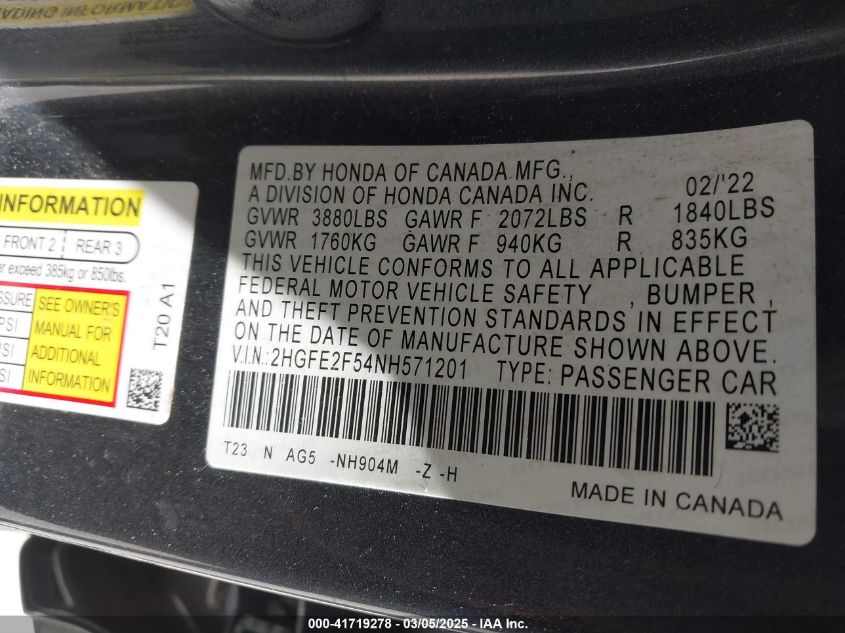 INFORMATION
FRONT 2 REAR 3
exceed 385kg or 850lbs.
SEE OWNER'S
MANUAL FOR
ADDITIONAL
INFORMATION
T20 A1
MFD.BY HONDA OF CANADA MFG.,
A DIVISION OF HONDA CANADA INC. 02/'22
GVWR 3880LBS GAWR F 2072LBS R 1840LBS
GVWR 1760KG GAWR F 940KG R 835KG
THIS VEHICLE CONFORMS TO ALL APPLICABLE
FEDERAL MOTOR VEHICLE SAFETY , BUMPER ,
AND THEFT PREVENTION STANDARDS IN EFFECT
ON THE DATE OF MANUFACTURE SHOWN ABOVE.
V.I.N.:2HGFE2F54NH571201 TYPE: PASSENGER CAR
T23 N AG5 -NH904M -Z -H
MADE IN CANADA
000-41719278 — 03/05/2025 — IAA Inc.